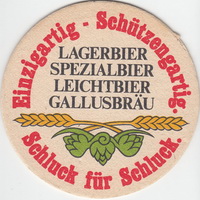 Einzigartig - Schützengartig.
LAGERBIER
SPEZIALBIER
LEICHTBIER
GALLUSBRÄU
Schluck für Schluck.